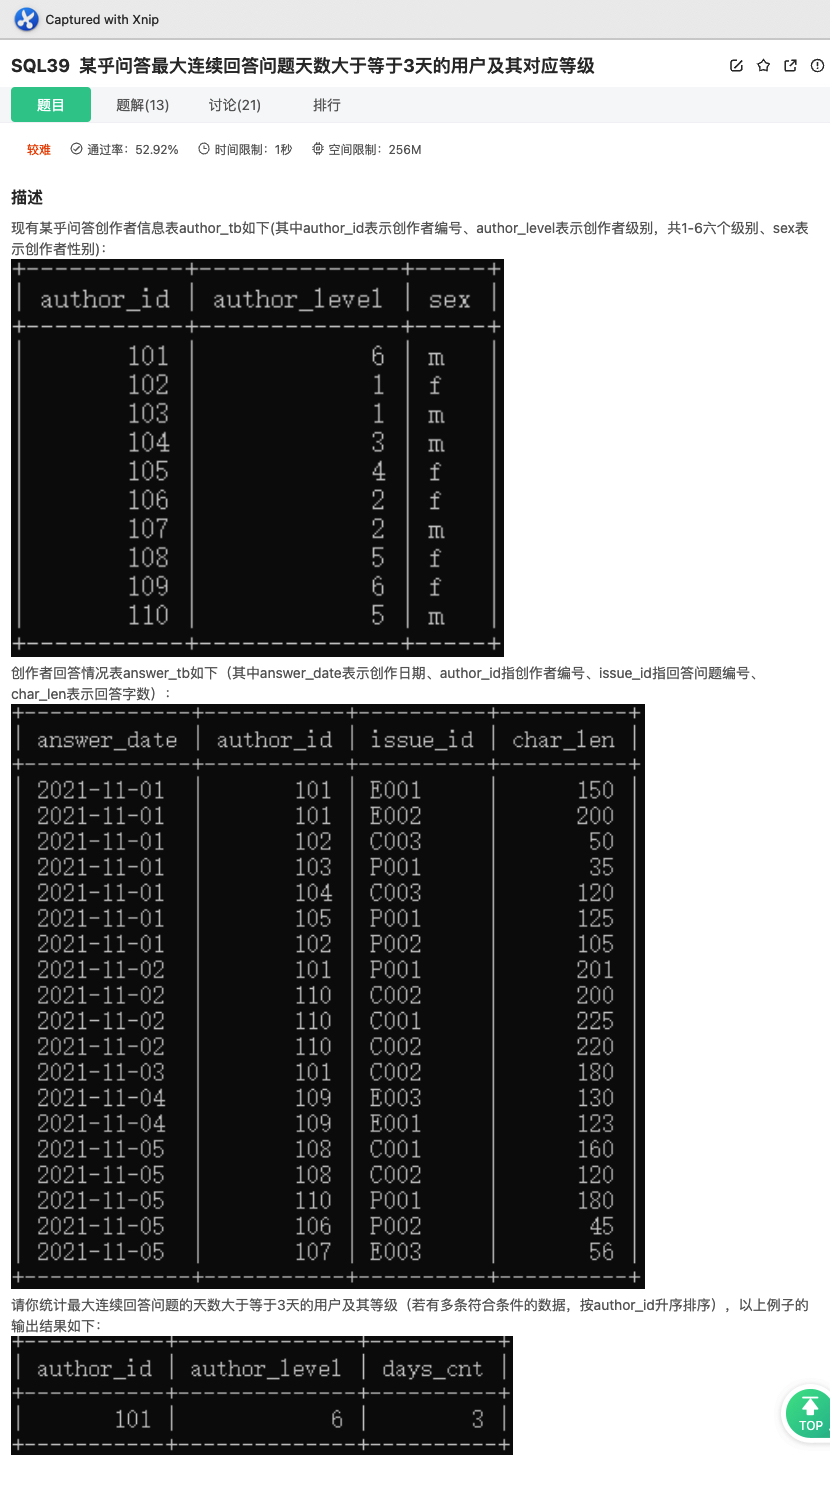 Captured with Xnip
SQL39 某乎问答最大连续回答问题天数大于等于3天的用户及其对应等级
题目 题解(13) 讨论(21) 排行
较难 通过率：52.92% 时间限制：1秒 空间限制：256M
描述
现有某乎问答创作者信息表author_tb如下(其中author_id表示创作者编号、author_level表示创作者级别，共1-6六个级别、sex表
示创作者性别)：
author_id | author_level | sex
101 | 6 | m
102 | 1 | f
103 | 1 | m
104 | 3 | m
105 | 4 | f
106 | 2 | f
107 | 2 | m
108 | 5 | f
109 | 6 | f
110 | 5 | m
创作者回答情况表answer_tb如下（其中answer_date表示创作日期、author_id指创作者编号、issue_id指回答问题编号、
char_len表示回答字数）：
answer_date | author_id | issue_id | char_len
2021-11-01 | 101 | E001 | 150
2021-11-01 | 101 | E002 | 200
2021-11-01 | 102 | C003 | 50
2021-11-01 | 103 | P001 | 35
2021-11-01 | 104 | C003 | 120
2021-11-01 | 105 | P001 | 125
2021-11-01 | 102 | P002 | 105
2021-11-02 | 101 | P001 | 201
2021-11-02 | 110 | C002 | 200
2021-11-02 | 110 | C001 | 225
2021-11-02 | 110 | C002 | 220
2021-11-03 | 101 | C002 | 180
2021-11-04 | 109 | E003 | 130
2021-11-04 | 109 | E001 | 123
2021-11-05 | 108 | C001 | 160
2021-11-05 | 108 | C002 | 120
2021-11-05 | 110 | P001 | 180
2021-11-05 | 106 | P002 | 45
2021-11-05 | 107 | E003 | 56
请你统计最大连续回答问题的天数大于等于3天的用户及其等级（若有多条符合条件的数据，按author_id升序排序），以上例子的
输出结果如下：
author_id | author_level | days_cnt
101 | 6 | 3
TOP